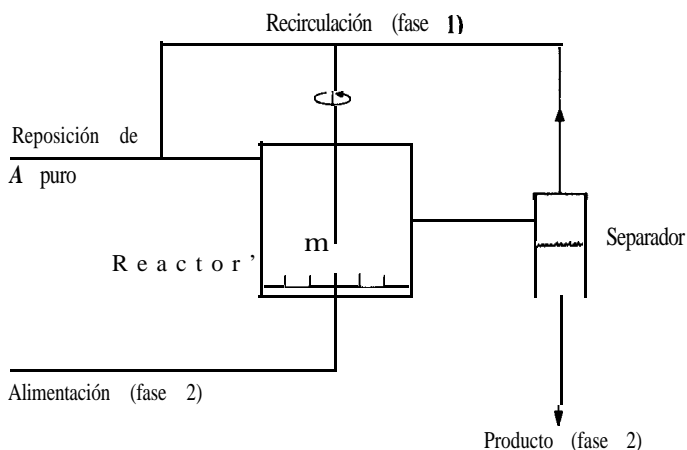 Recirculación (fase 1)
Reposición de
A puro
m
Reactor’
Separador
Alimentación (fase 2)
Producto (fase 2)